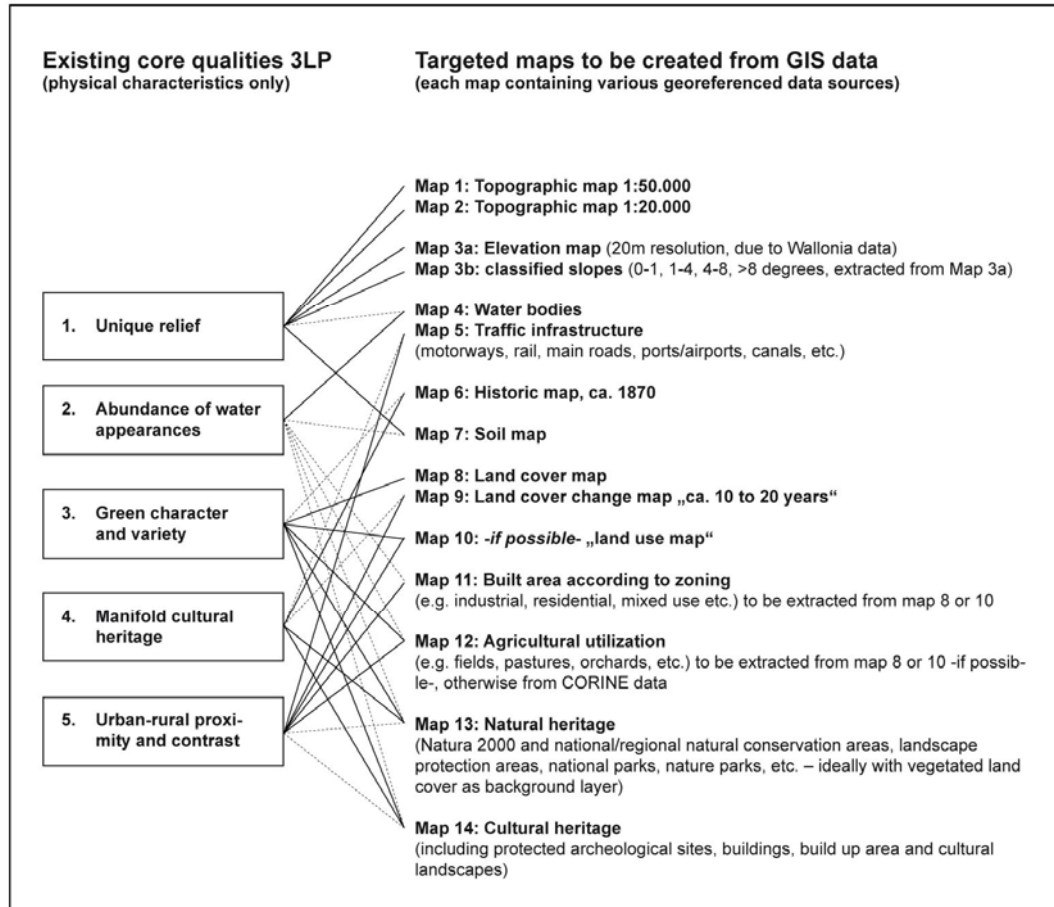 Existing core qualities 3LP
(physical characteristics only)
Targeted maps to be created from GIS data
(each map containing various georeferenced data sources)
1. Unique relief
2. Abundance of water
appearances
3. Green character
and variety
4. Manifold cultural
heritage
5. Urban-rural proxi-
mity and contrast
Map 1: Topographic map 1:50.000
Map 2: Topographic map 1:20.000
Map 3a: Elevation map (20m resolution, due to Wallonia data)
Map 3b: classified slopes (0-1, 1-4, 4-8, >8 degrees, extracted from Map 3a)
Map 4: Water bodies
Map 5: Traffic infrastructure
(motorways, rail, main roads, ports/airports, canals, etc.)
Map 6: Historic map, ca. 1870
Map 7: Soil map
Map 8: Land cover map
Map 9: Land cover change map „ca. 10 to 20 years“
Map 10: -if possible- „land use map“
Map 11: Built area according to zoning
(e.g. industrial, residential, mixed use etc.) to be extracted from map 8 or 10
Map 12: Agricultural utilization
(e.g. fields, pastures, orchards, etc.) to be extracted from map 8 or 10 -if possib-
le-, otherwise from CORINE data
Map 13: Natural heritage
(Natura 2000 and national/regional natural conservation areas, landscape
protection areas, national parks, nature parks, etc. – ideally with vegetated land
cover as background layer)
Map 14: Cultural heritage
(including protected archeological sites, buildings, build up area and cultural
landscapes)